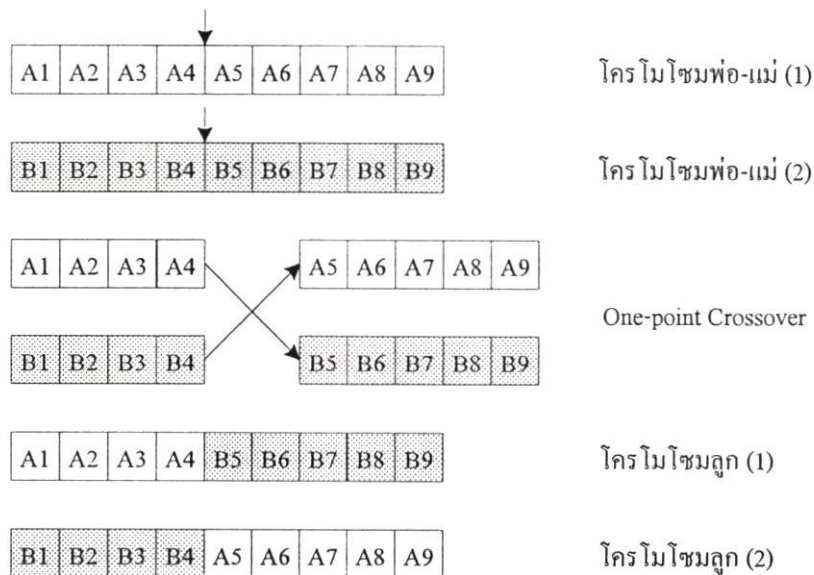 A1 A2 A3 A4 A5 A6 A7 A8 A9 โครโมโซมพ่อ-แม่ (1)
B1 B2 B3 B4 B5 B6 B7 B8 B9 โครโมโซมพ่อ-แม่ (2)
A1 A2 A3 A4 A5 A6 A7 A8 A9
One-point Crossover
B1 B2 B3 B4 B5 B6 B7 B8 B9
A1 A2 A3 A4 B5 B6 B7 B8 B9 โครโมโซมลูก (1)
B1 B2 B3 B4 A5 A6 A7 A8 A9 โครโมโซมลูก (2)